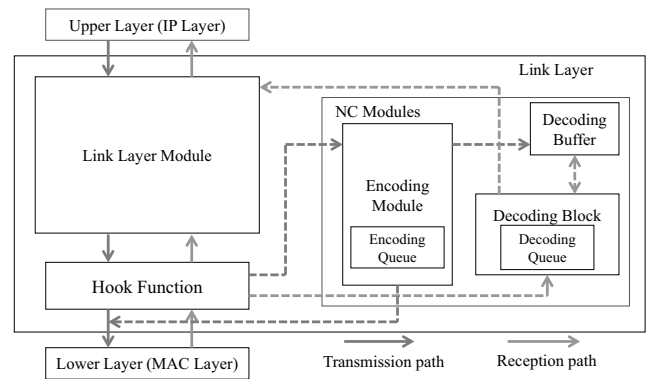 Upper Layer (IP Layer)
Link Layer
NC Modules
Link Layer Module
Decoding
Buffer
Encoding
Module
Encoding
Queue
Decoding Block
Decoding
Queue
Hook Function
Lower Layer (MAC Layer)
Transmission path
Reception path